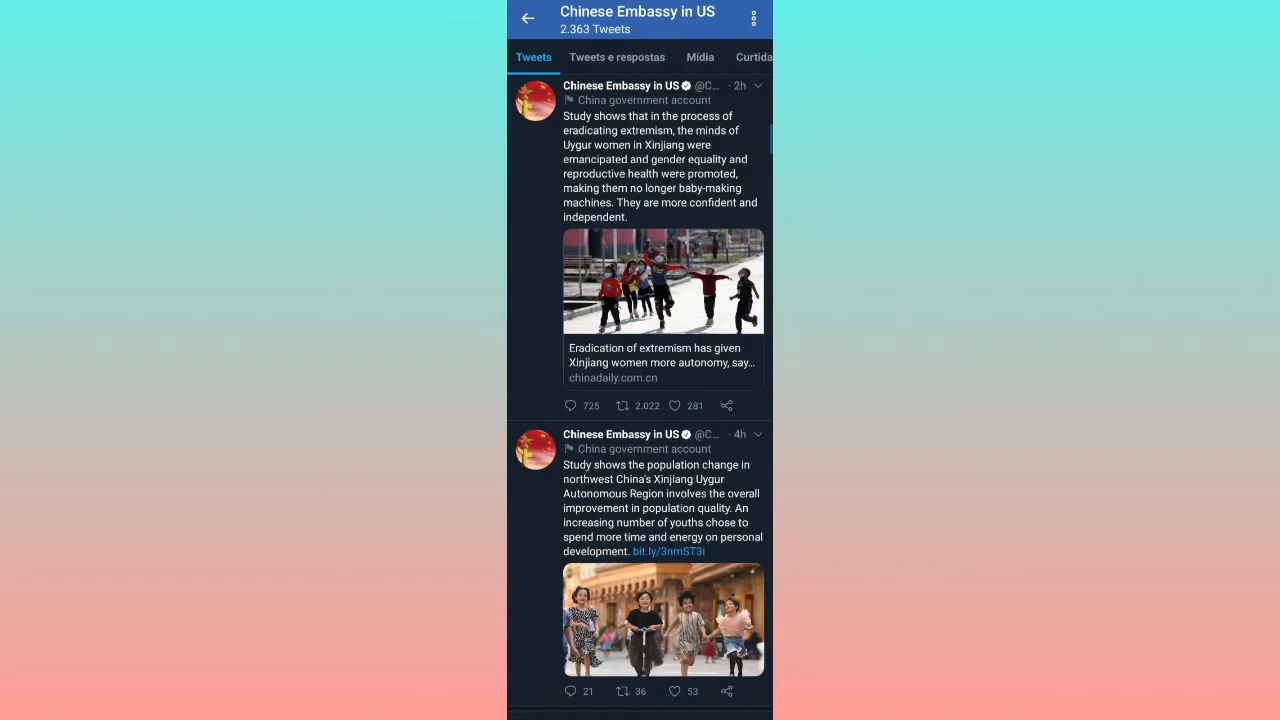 Chinese Embassy in US
2.363 Tweets
Tweets Tweets e respostas Mídia Curtida
Chinese Embassy in US @C... · 2h
China government account
Study shows that in the process of
eradicating extremism, the minds of
Uygur women in Xinjiang were
emancipated and gender equality and
reproductive health were promoted,
making them no longer baby-making
machines. They are more confident and
independent.
Eradication of extremism has given
Xinjiang women more autonomy, say...
chinadaily.com.cn
725 2.022 281
Chinese Embassy in US @C... · 4h
China government account
Study shows the population change in
northwest China's Xinjiang Uygur
Autonomous Region involves the overall
improvement in population quality. An
increasing number of youths chose to
spend more time and energy on personal
development. bit.ly/3nmST3i
21 36 53